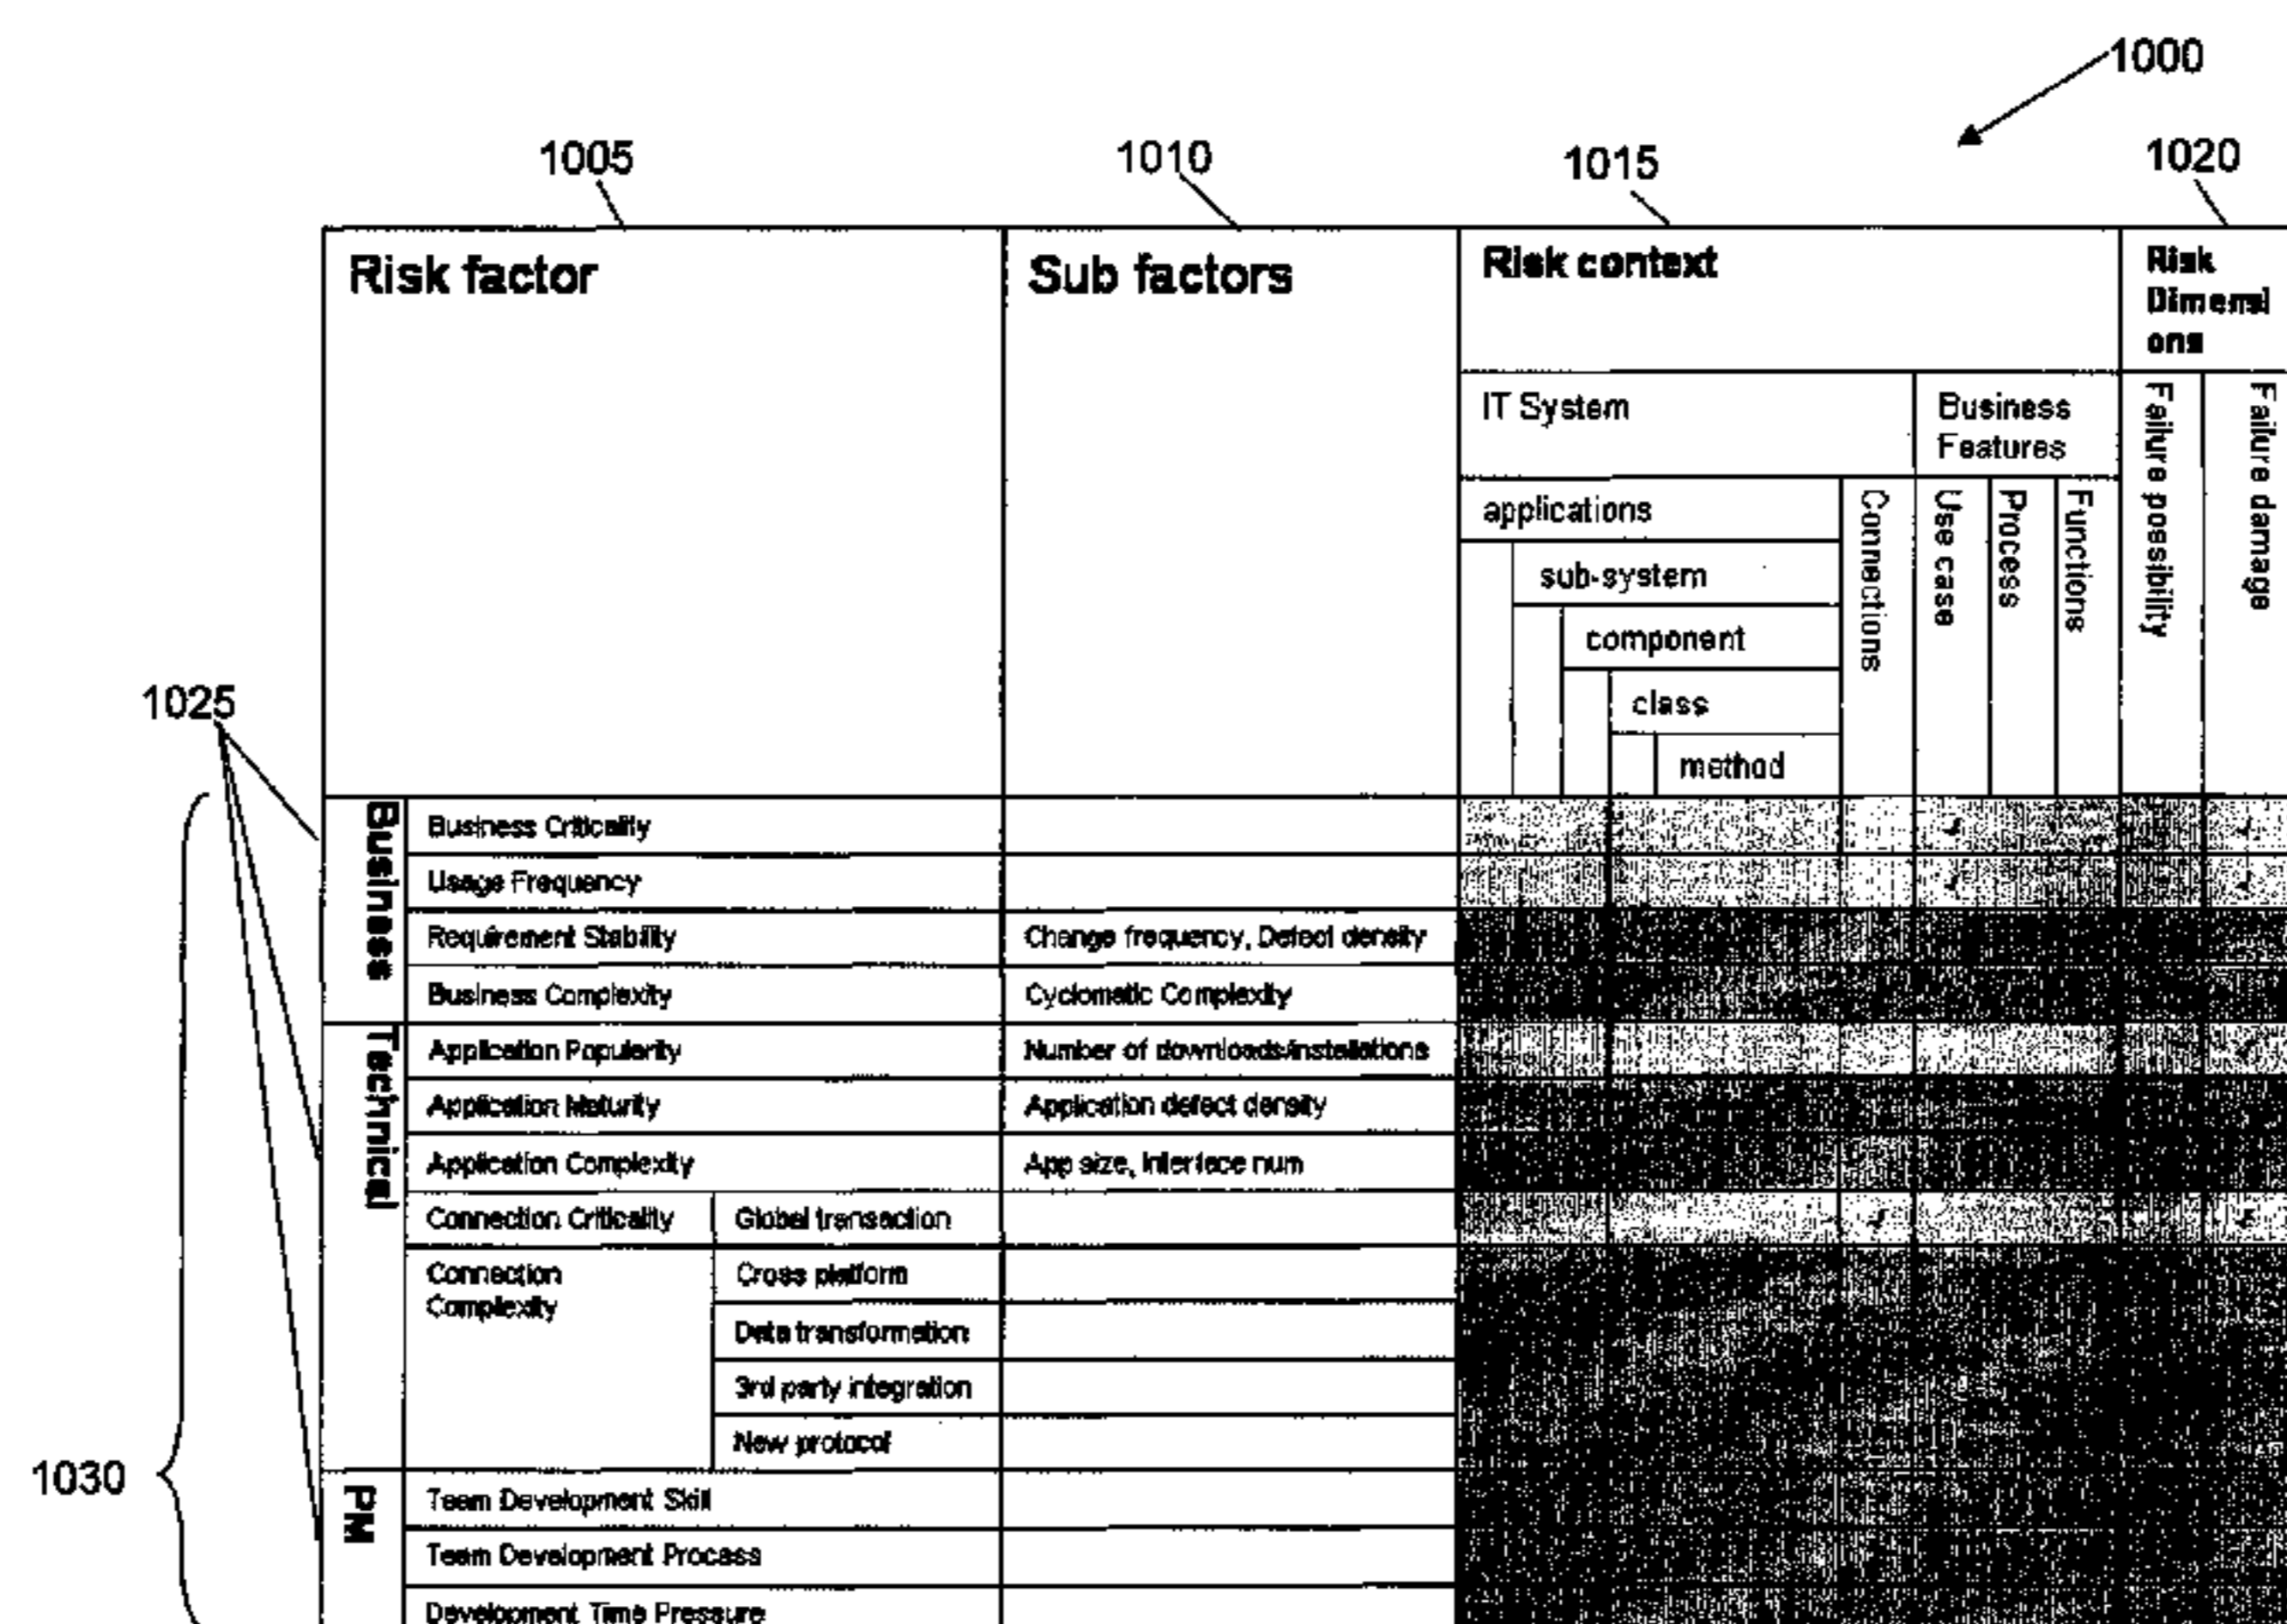 1000
1005
1010
1015
1020
Risk factor
Sub factors
Risk context
Risk
Dimensi
ons
IT System
Business
Features
Failure possibility
Failure damage
applications
Connections
Use case
Process
Functions
sub-system
component
class
method
1025
1030
Business
Business Criticality
Usage Frequency
Requirement Stability
Change frequency, Defect density
Business Complexity
Cyclomatic Complexity
Technical
Application Popularity
Number of downloads/installations
Application Maturity
Application defect density
Application Complexity
App size, Interface num
Connection Criticality
Global transaction
Connection
Complexity
Cross platform
Data transformation
3rd party integration
New protocol
PM
Team Development Skill
Team Development Process
Development Time Pressure